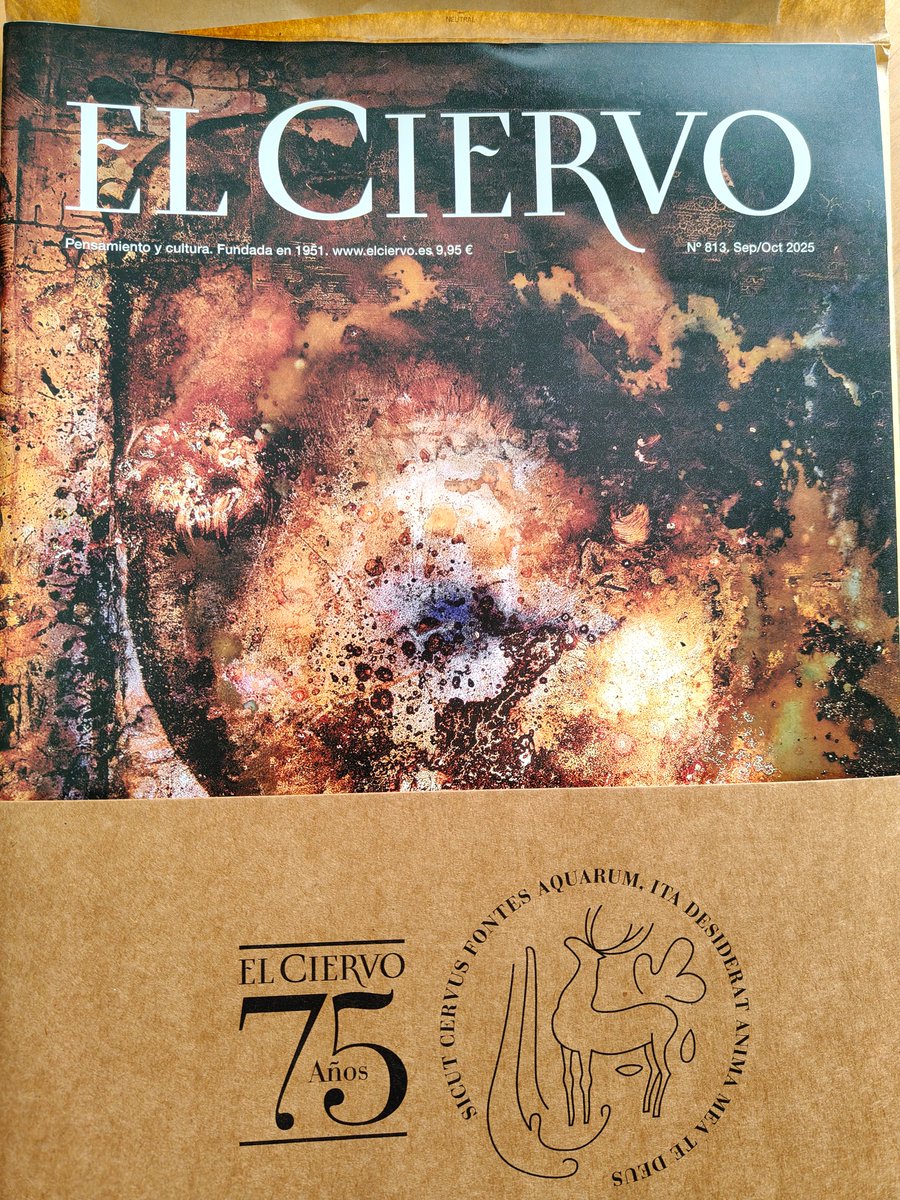 NEUTRAL
EL CIERVO
Pensamiento y cultura. Fundada en 1951. www.elciervo.es 9,95 €
Nº 813. Sep/Oct 2025
EL CIERVO
75
Años
SICUT CERVUS FONTES AQUARUM, ITA DESIDERAT ANIMA MEA TE DEUS